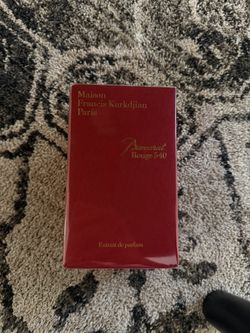 Maison
Francis Kurkdjian
Paris
Baccarat
Rouge 540
Extrait de parfum